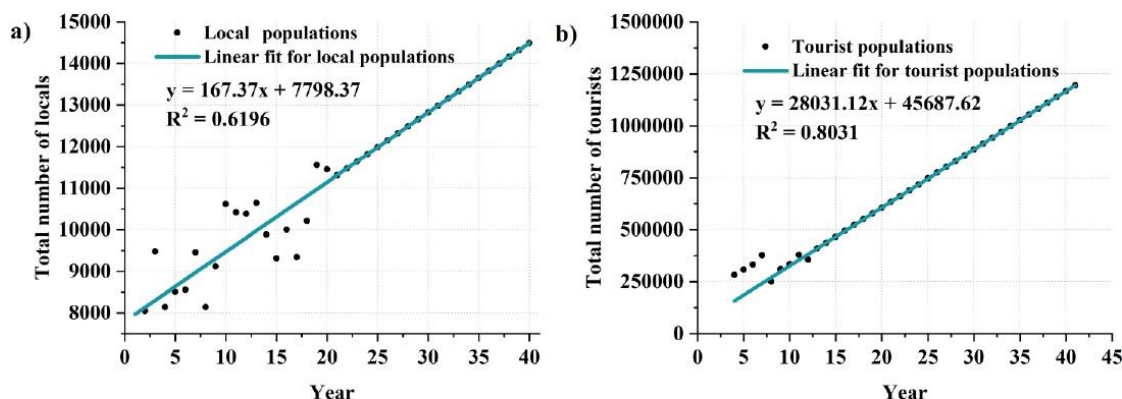 a)
15000
14000
13000
12000
11000
10000
9000
8000
Total number of locals
Local populations
Linear fit for local populations
y = 167.37x + 7798.37
R² = 0.6196
0 5 10 15 20 25 30 35 40
Year
b)
1500000
1250000
1000000
750000
500000
250000
0
Total number of tourists
Tourist populations
Linear fit for tourist populations
y = 28031.12x + 45687.62
R² = 0.8031
0 5 10 15 20 25 30 35 40 45
Year